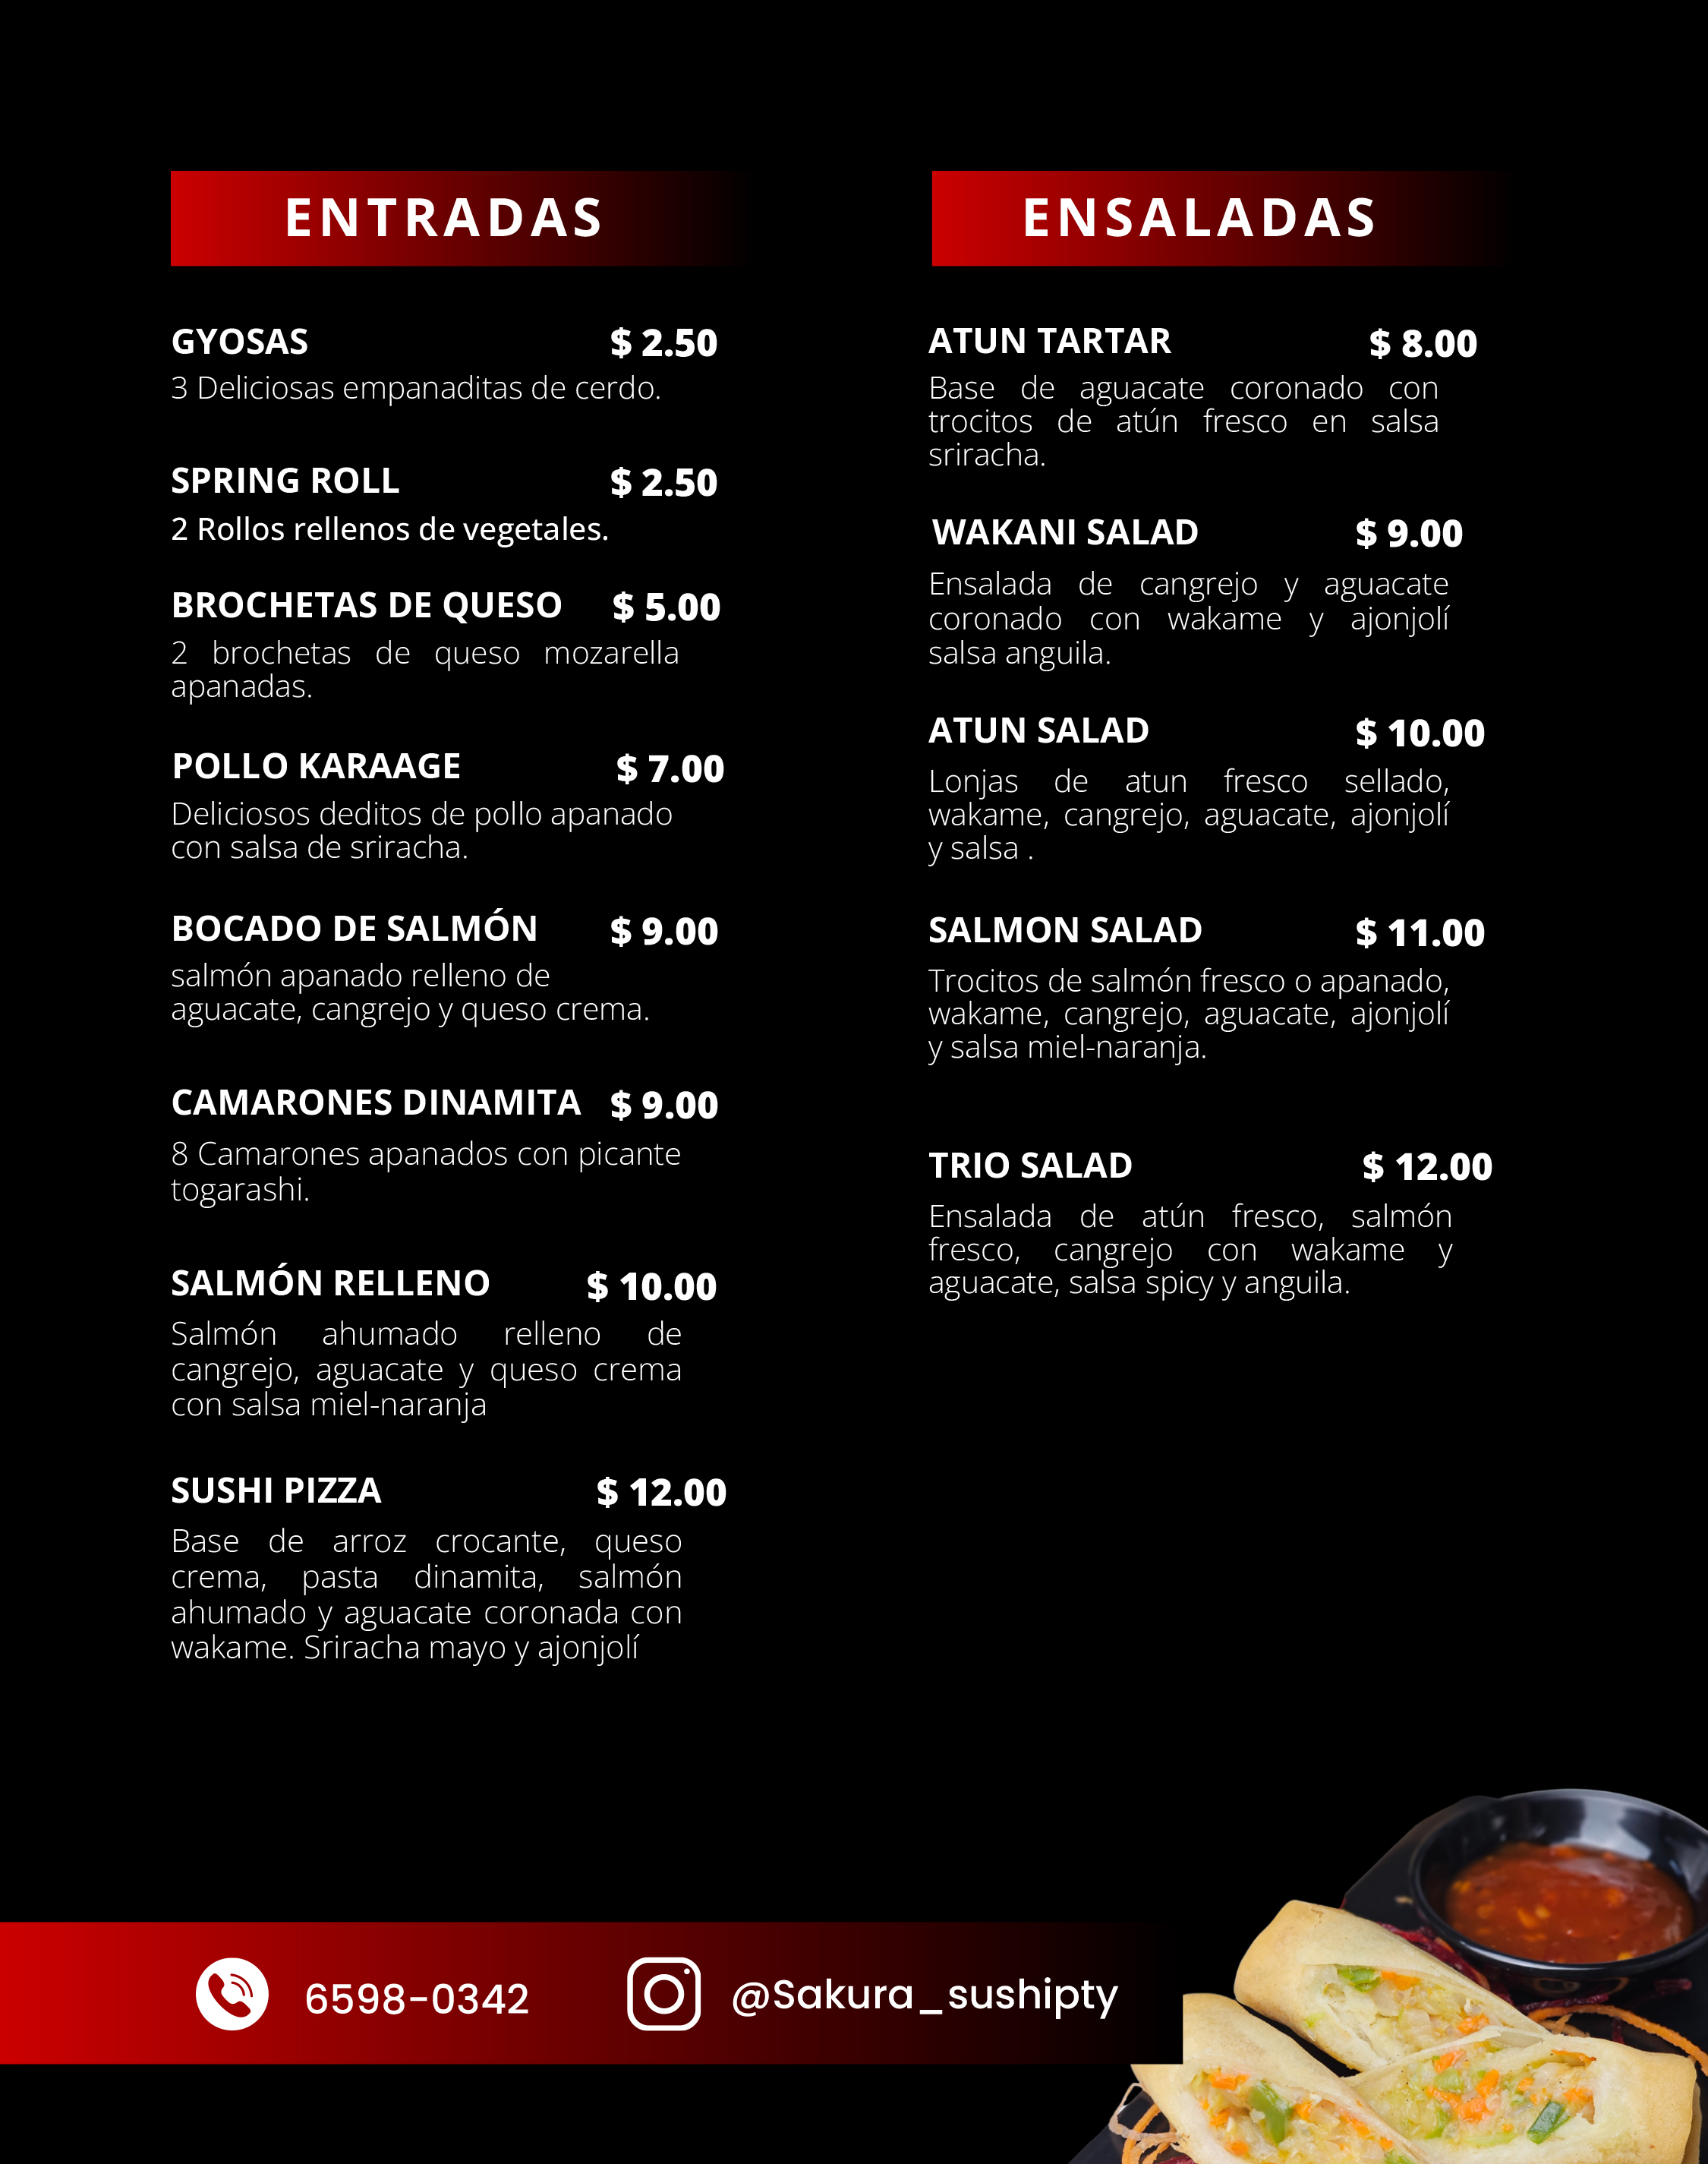 ENTRADAS
GYOSAS $ 2.50
3 Deliciosas empanaditas de cerdo.
SPRING ROLL $ 2.50
2 Rollos rellenos de vegetales.
BROCHETAS DE QUESO $ 5.00
2 brochetas de queso mozarella
apanadas.
POLLO KARAAGE $ 7.00
Deliciosos deditos de pollo apanado
con salsa de sriracha.
BOCADO DE SALMÓN $ 9.00
salmón apanado relleno de
aguacate, cangrejo y queso crema.
CAMARONES DINAMITA $ 9.00
8 Camarones apanados con picante
togarashi.
SALMÓN RELLENO $ 10.00
Salmón ahumado relleno de
cangrejo, aguacate y queso crema
con salsa miel-naranja
SUSHI PIZZA $ 12.00
Base de arroz crocante, queso
crema, pasta dinamita, salmón
ahumado y aguacate coronada con
wakame. Sriracha mayo y ajonjolí
ENSALADAS
ATUN TARTAR $ 8.00
Base de aguacate coronado con
trocitos de atún fresco en salsa
sriracha.
WAKANI SALAD $ 9.00
Ensalada de cangrejo y aguacate
coronado con wakame y ajonjolí
salsa anguila.
ATUN SALAD $ 10.00
Lonjas de atun fresco sellado,
wakame, cangrejo, aguacate, ajonjolí
y salsa .
SALMON SALAD $ 11.00
Trocitos de salmón fresco o apanado,
wakame, cangrejo, aguacate, ajonjolí
y salsa miel-naranja.
TRIO SALAD $ 12.00
Ensalada de atún fresco, salmón
fresco, cangrejo con wakame y
aguacate, salsa spicy y anguila.
6598-0342 @Sakura_sushipty